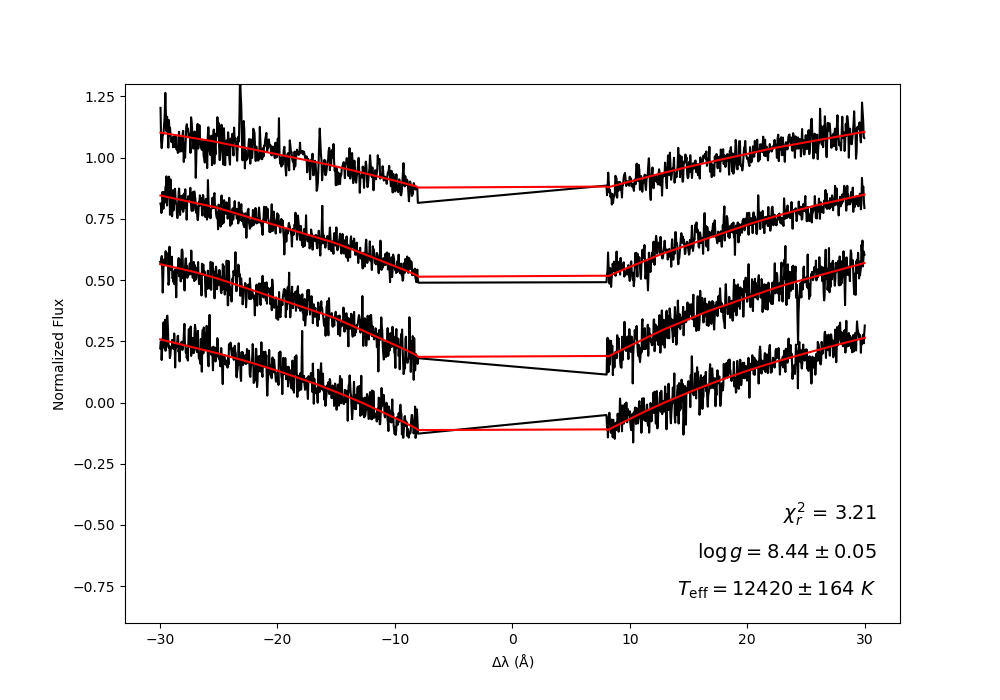 1.25
1.00
0.75
0.50
0.25
0.00
−0.25
−0.50
−0.75
Normalized Flux
χ²ᵣ = 3.21
log g = 8.44 ± 0.05
T_eff = 12420 ± 164 K
−30 −20 −10 0 10 20 30
Δλ (Å)